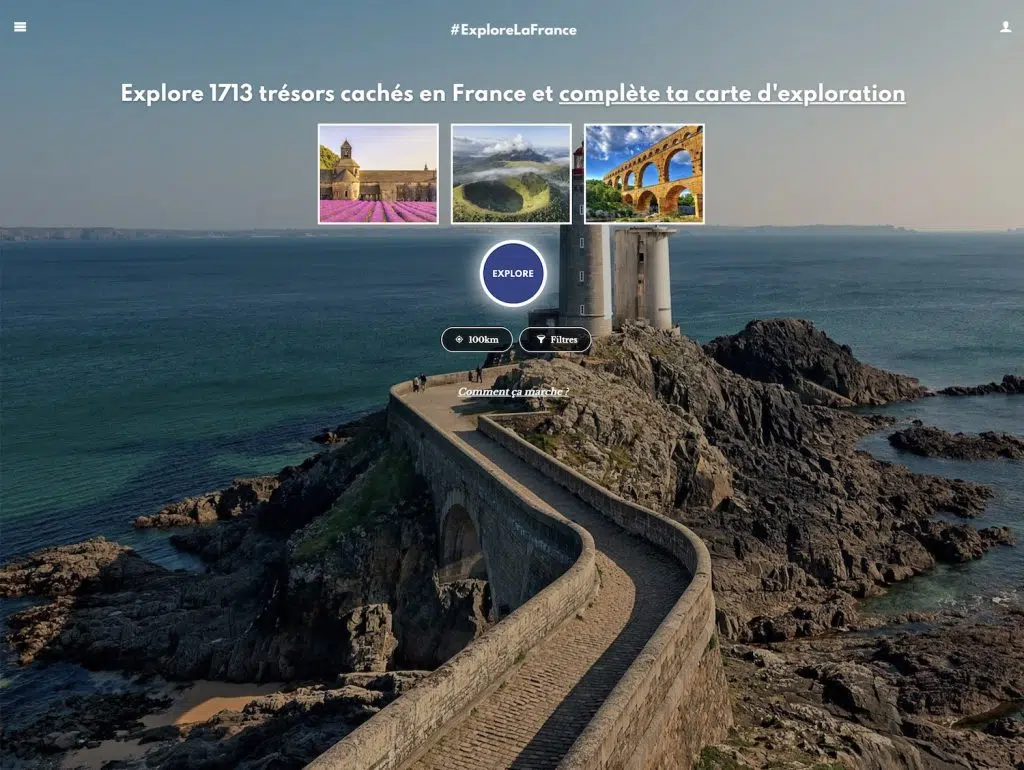 #ExploreLaFrance
Explore 1713 trésors cachés en France et complète ta carte d'exploration
EXPLORE
100km
Filtres
Comment ça marche ?